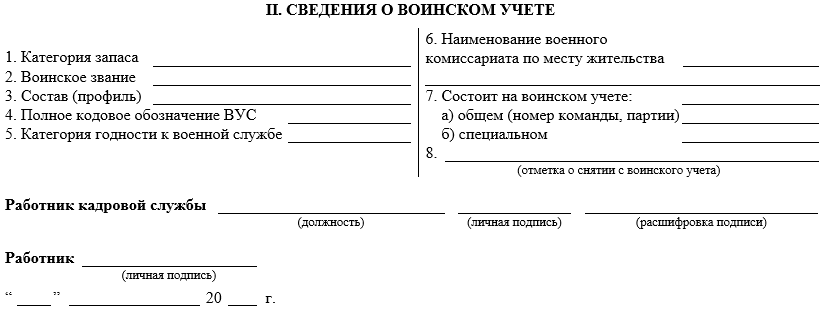 II. СВЕДЕНИЯ О ВОИНСКОМ УЧЕТЕ
1. Категория запаса
2. Воинское звание
3. Состав (профиль)
4. Полное кодовое обозначение ВУС
5. Категория годности к военной службе
6. Наименование военного
комиссариата по месту жительства
7. Состоит на воинском учете:
а) общем (номер команды, партии)
б) специальном
8.
(отметка о снятии с воинского учета)
Работник кадровой службы
(должность) (личная подпись) (расшифровка подписи)
Работник
(личная подпись)
“ ” 20 г.